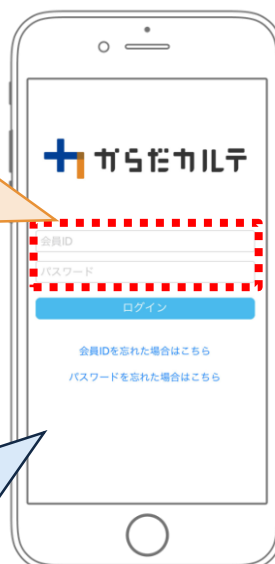 からだカルテ
会員ID
パスワード
ログイン
会員IDを忘れた場合はこちら
パスワードを忘れた場合はこちら